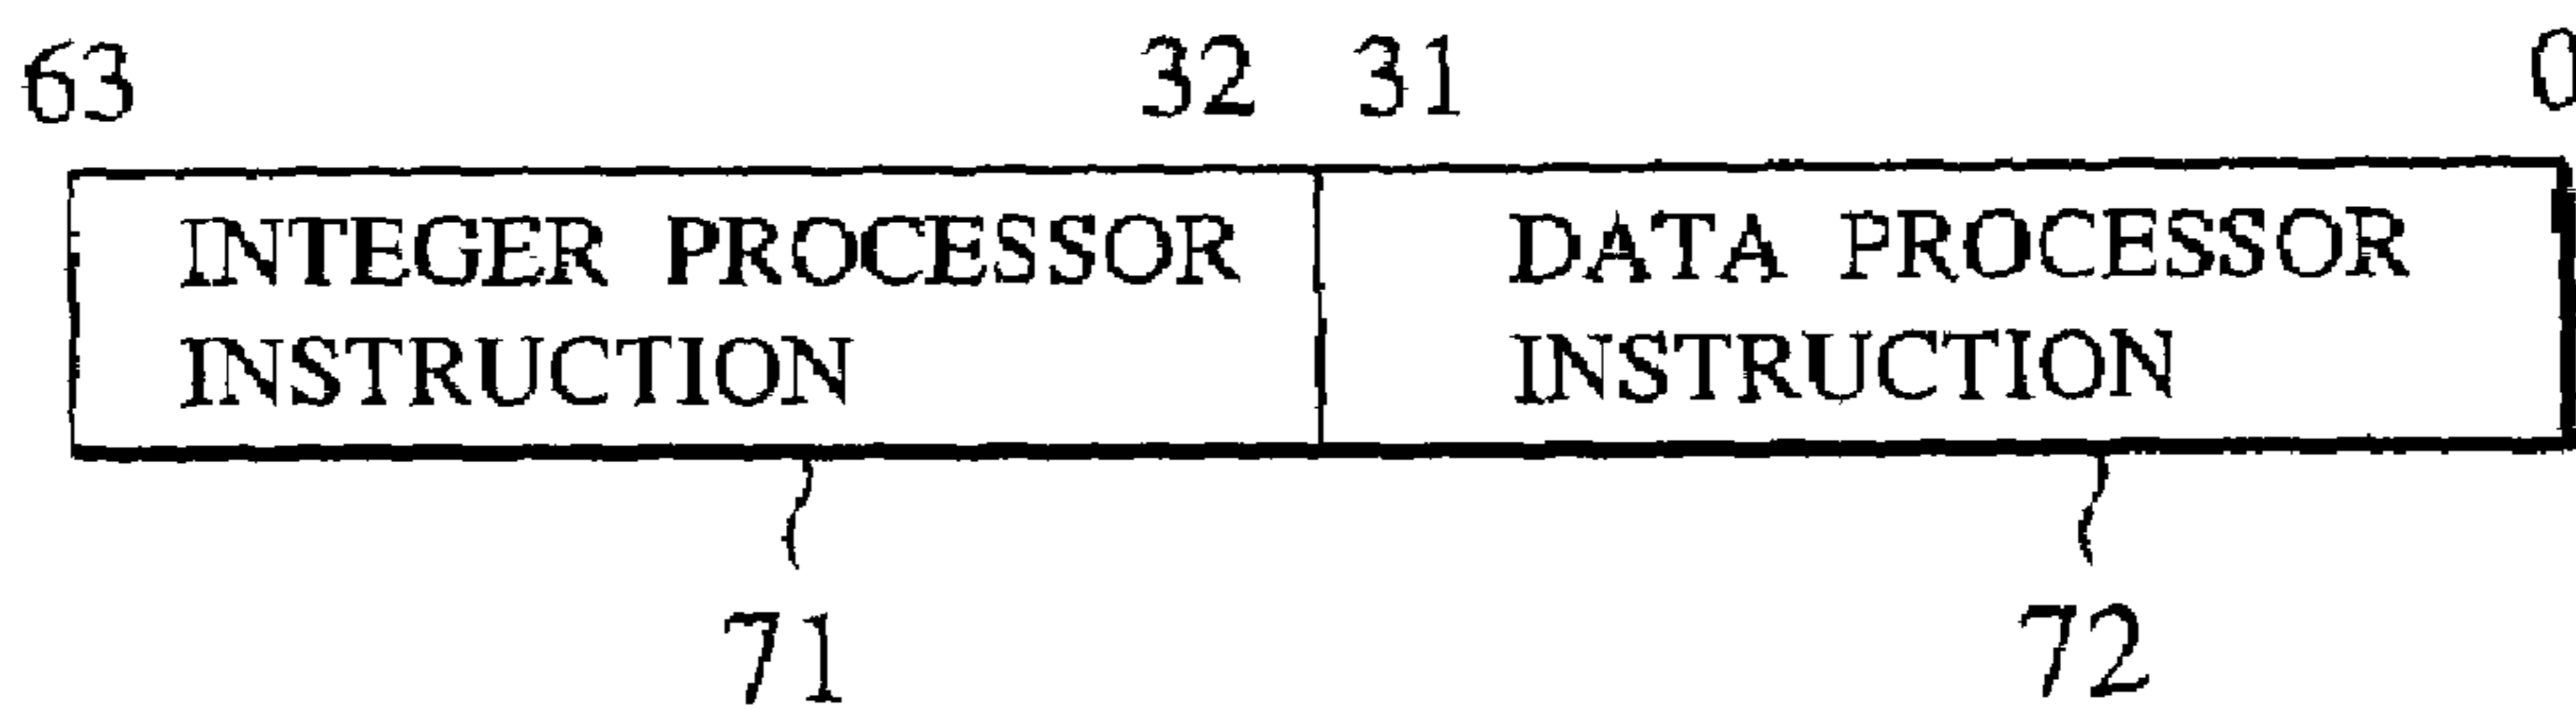 63 32 31 0
INTEGER PROCESSOR DATA PROCESSOR
INSTRUCTION INSTRUCTION
71 72